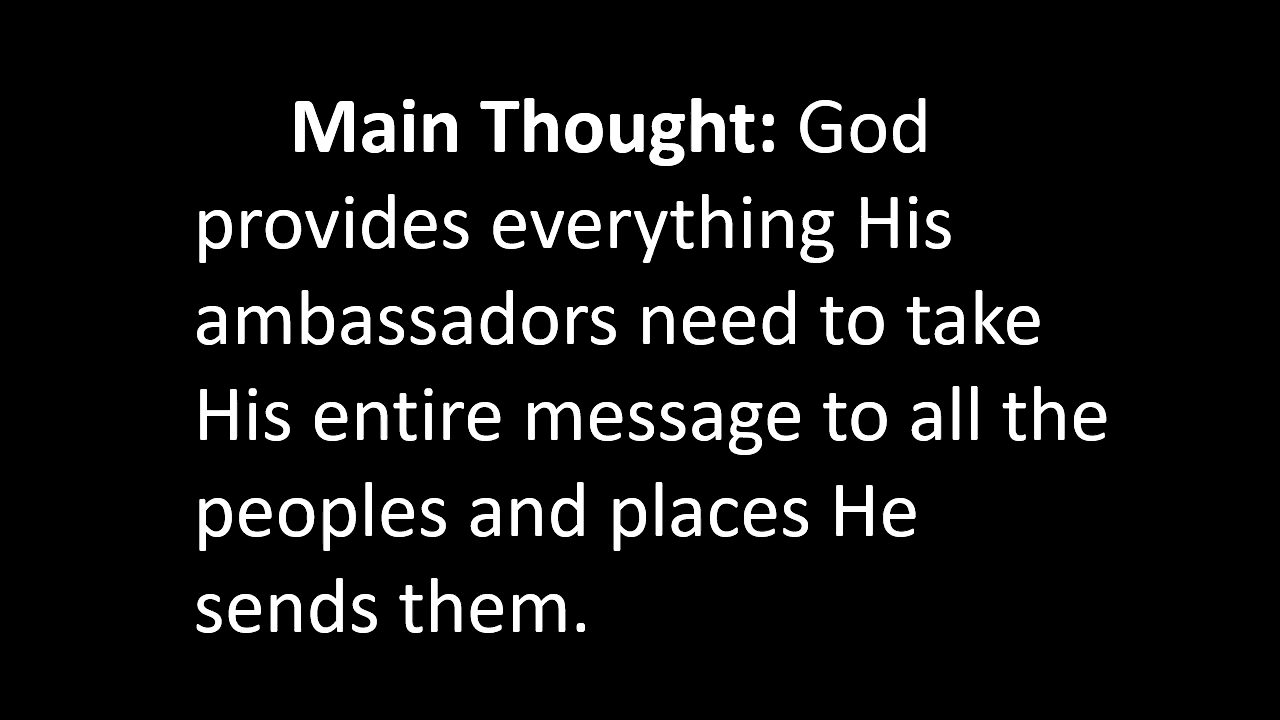 Main Thought: God
provides everything His
ambassadors need to take
His entire message to all the
peoples and places He
sends them.